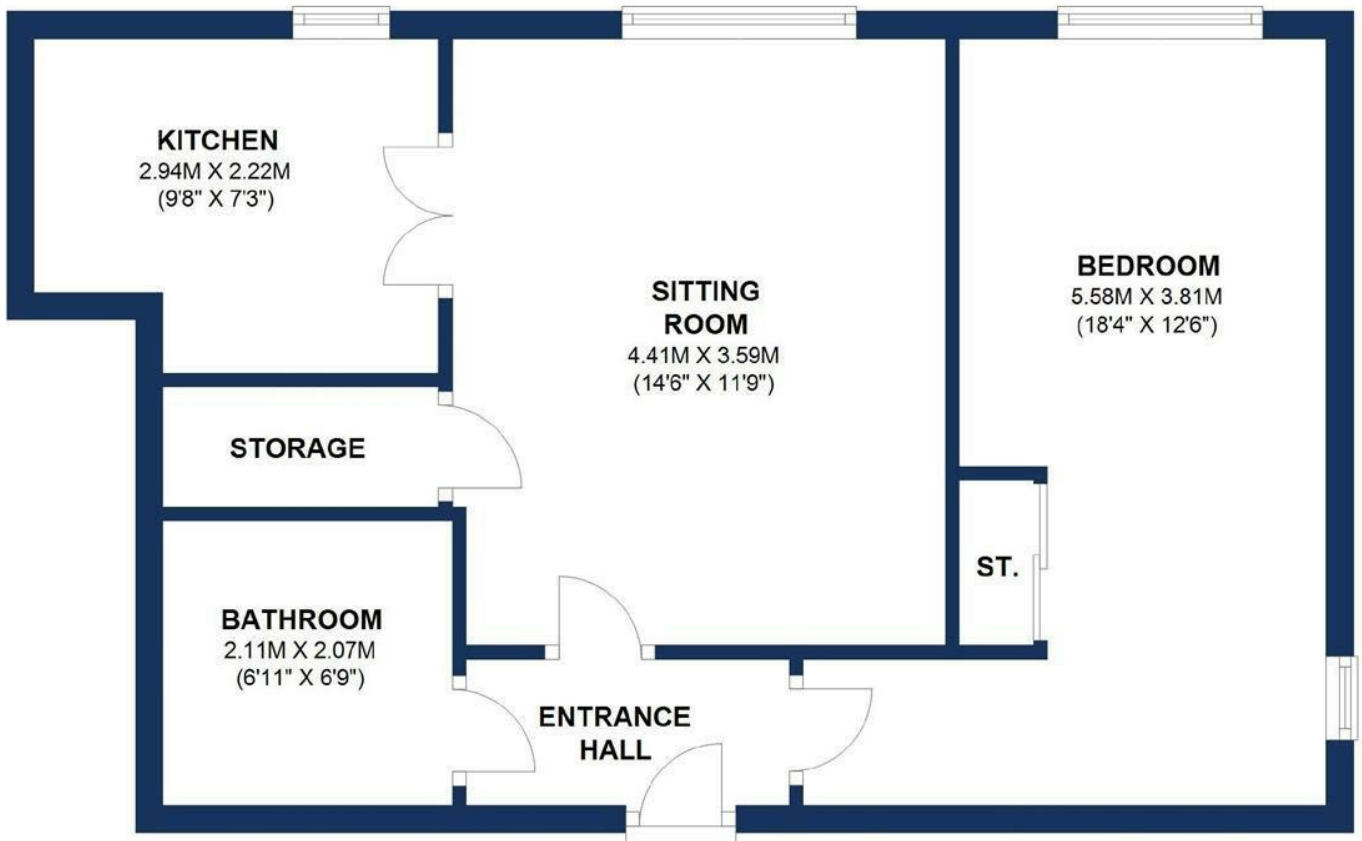 KITCHEN
2.94M X 2.22M
(9'8" X 7'3")
SITTING
ROOM
4.41M X 3.59M
(14'6" X 11'9")
BEDROOM
5.58M X 3.81M
(18'4" X 12'6")
STORAGE
ST.
BATHROOM
2.11M X 2.07M
(6'11" X 6'9")
ENTRANCE
HALL